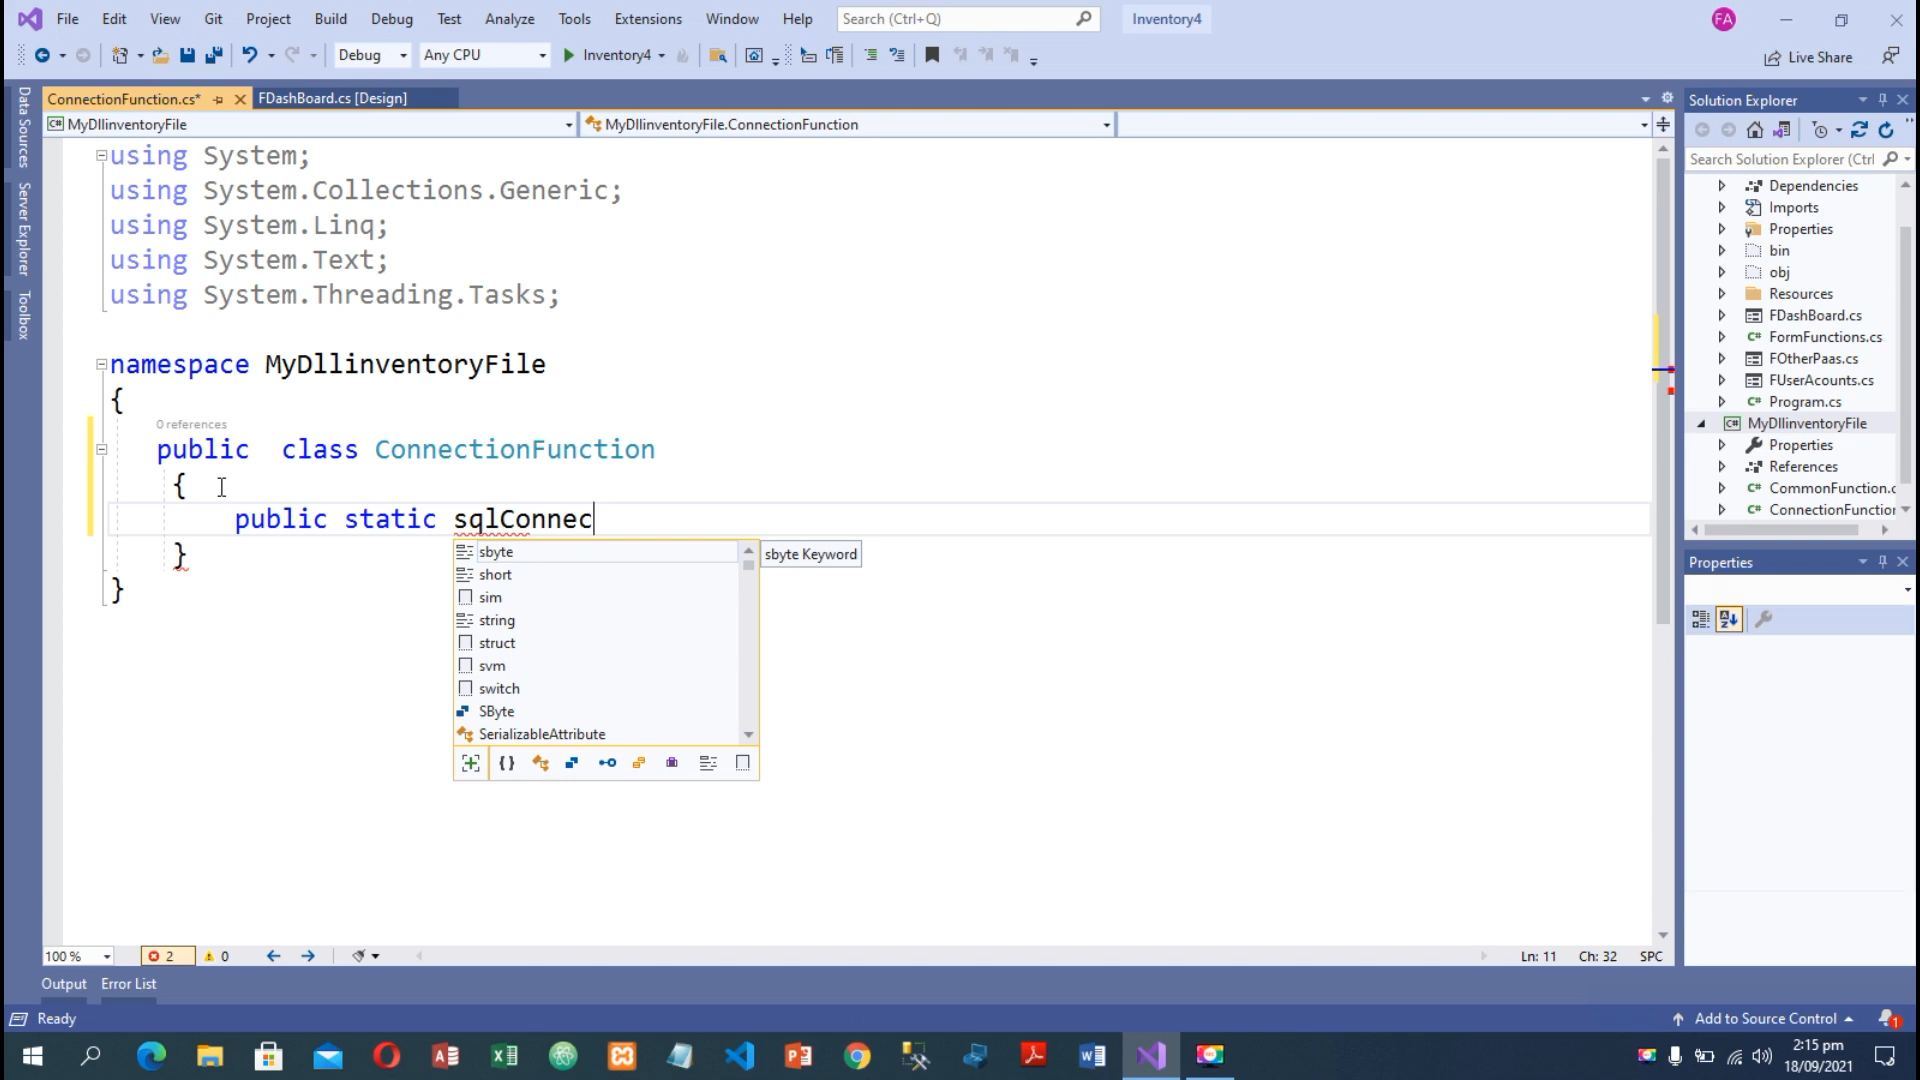 File Edit View Git Project Build Debug Test Analyze Tools Extensions Window Help Search (Ctrl+Q) Inventory4 FA
Debug Any CPU Inventory4 Live Share
ConnectionFunction.cs* FDashBoard.cs [Design]
MyDllinventoryFile MyDllinventoryFile.ConnectionFunction
Data Sources
Server Explorer
Toolbox
using System;
using System.Collections.Generic;
using System.Linq;
using System.Text;
using System.Threading.Tasks;
namespace MyDllinventoryFile
{
0 references
public  class ConnectionFunction
{
public static sqlConnec
}
}
sbyte
short
sim
string
struct
svm
switch
SByte
SerializableAttribute
sbyte Keyword
Solution Explorer
Search Solution Explorer (Ctrl
Dependencies
Imports
Properties
bin
obj
Resources
FDashBoard.cs
FormFunctions.cs
FOtherPaas.cs
FUserAcounts.cs
Program.cs
MyDllinventoryFile
Properties
References
CommonFunction.c
ConnectionFunction
Properties
100 % 2 0 Ln: 11 Ch: 32 SPC
Output Error List
Ready Add to Source Control 1
2:15 pm
18/09/2021